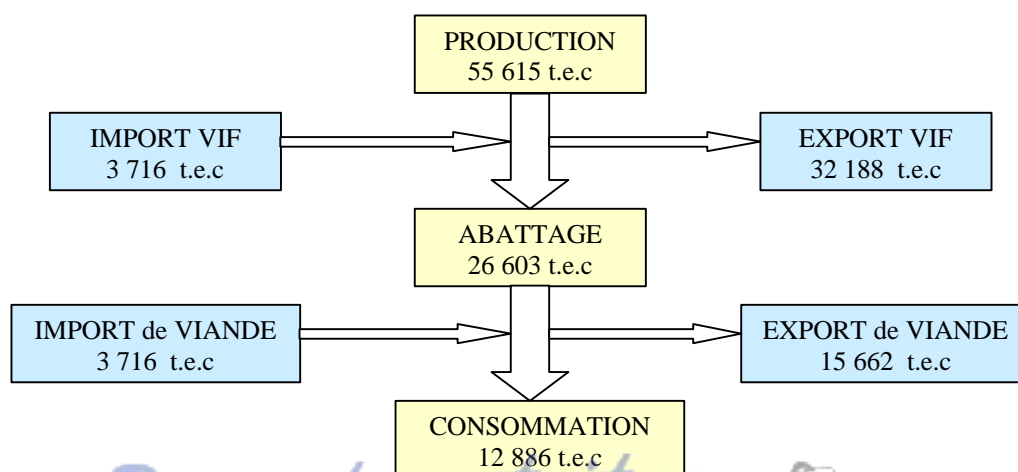 PRODUCTION
55 615 t.e.c
IMPORT VIF
3 716 t.e.c
EXPORT VIF
32 188 t.e.c
ABATTAGE
26 603 t.e.c
IMPORT de VIANDE
3 716 t.e.c
EXPORT de VIANDE
15 662 t.e.c
CONSOMMATION
12 886 t.e.c